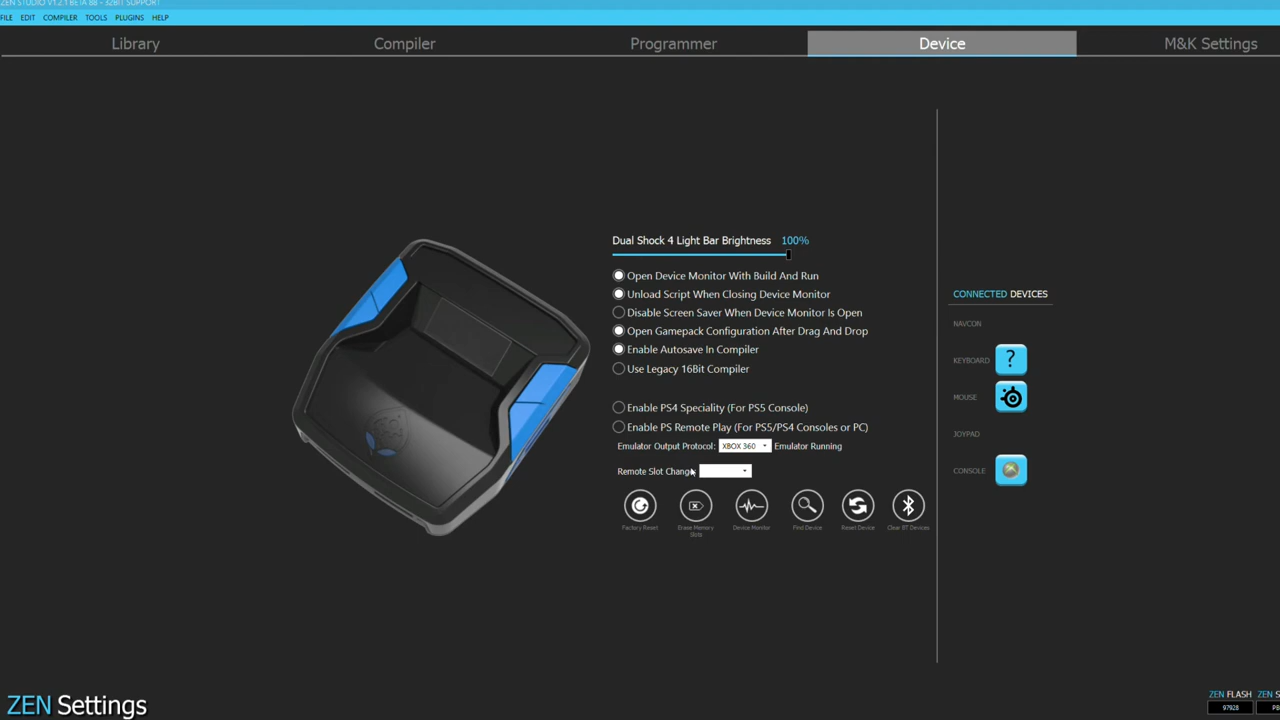 ZEN STUDIO V1.2.1 BETA 88 - 32BIT SUPPORT
FILE EDIT COMPILER TOOLS PLUGINS HELP
Library Compiler Programmer Device M&K Settings
Dual Shock 4 Light Bar Brightness 100%
Open Device Monitor With Build And Run
Unload Script When Closing Device Monitor
Disable Screen Saver When Device Monitor Is Open
Open Gamepack Configuration After Drag And Drop
Enable Autosave In Compiler
Use Legacy 16Bit Compiler
Enable PS4 Speciality (For PS5 Console)
Enable PS Remote Play (For PS5/PS4 Consoles or PC)
Emulator Output Protocol: XBOX 360 Emulator Running
Remote Slot Change
Factory Reset
Erase Memory
Slots
Device Monitor
Find Device
Reset Device
Clear BT Devices
CONNECTED DEVICES
NAVCON
KEYBOARD ?
MOUSE
JOYPAD
CONSOLE
ZEN Settings
ZEN FLASH ZEN S
97928 PB